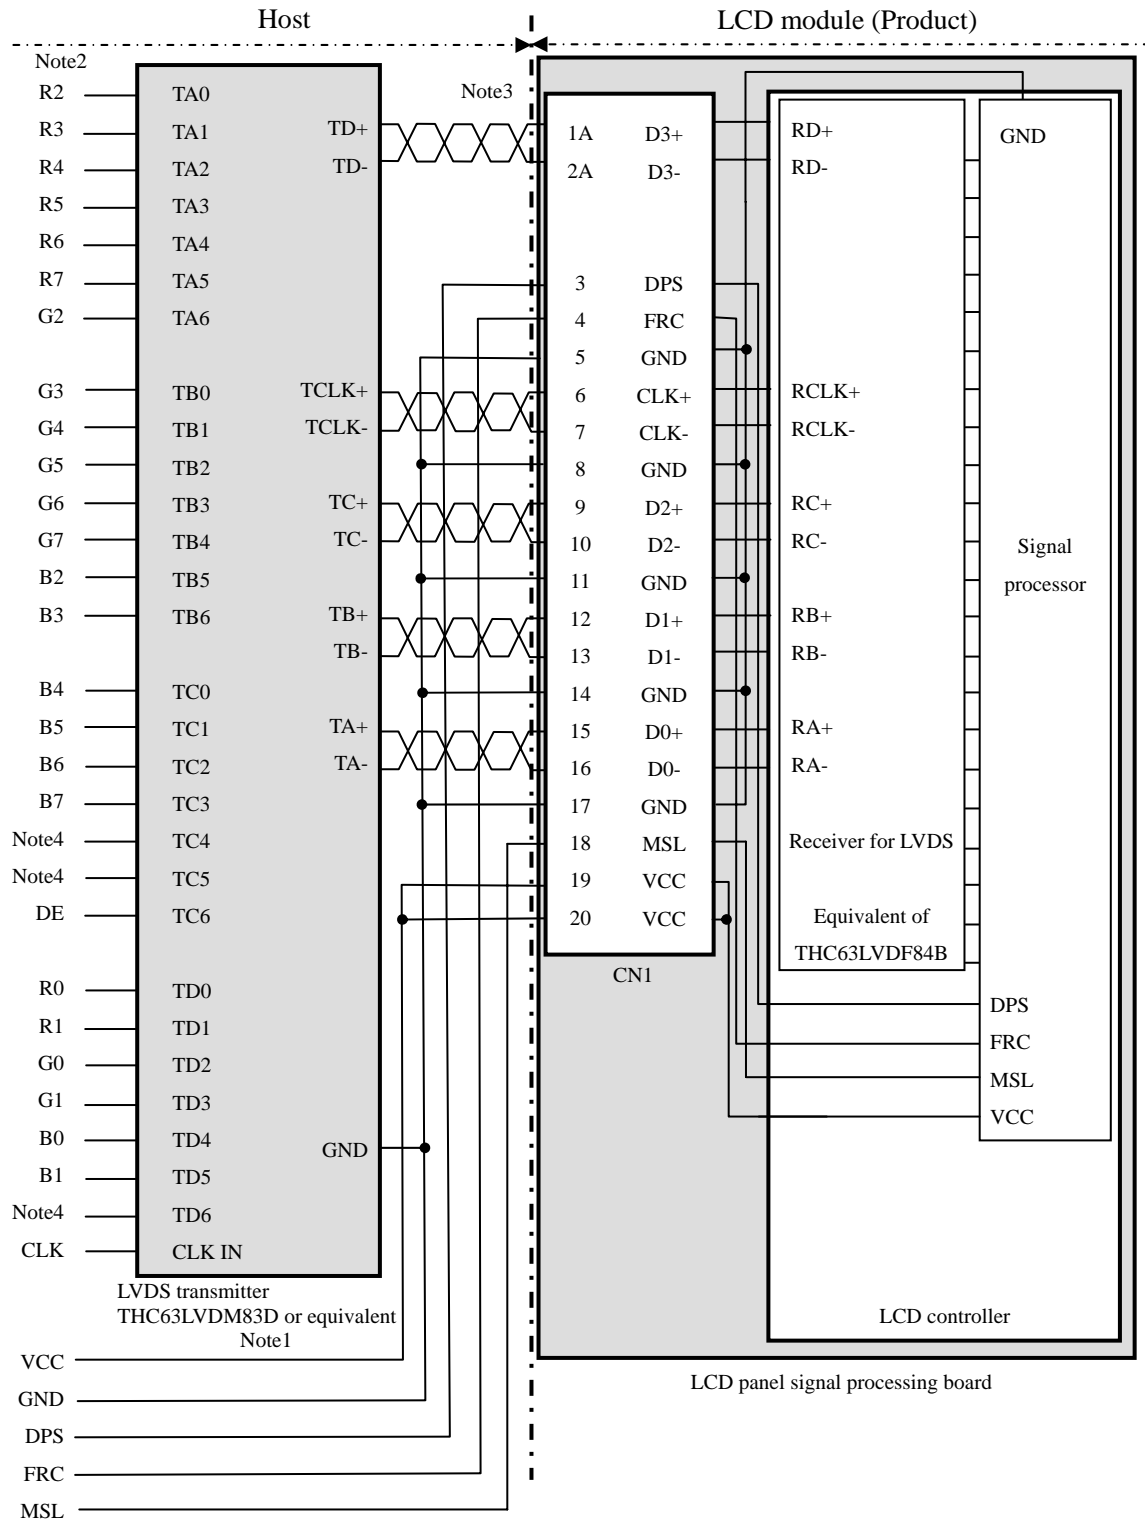 Host
LCD module (Product)
Note2
Note3
R2 TA0
R3 TA1 TD+
R4 TA2 TD-
R5 TA3
R6 TA4
R7 TA5
G2 TA6
G3 TB0 TCLK+
G4 TB1 TCLK-
G5 TB2
G6 TB3 TC+
G7 TB4 TC-
B2 TB5
B3 TB6 TB+
TB-
B4 TC0
B5 TC1 TA+
B6 TC2 TA-
B7 TC3
Note4 TC4
Note4 TC5
DE TC6
R0 TD0
R1 TD1
G0 TD2
G1 TD3
B0 TD4 GND
B1 TD5
Note4 TD6
CLK CLK IN
LVDS transmitter
THC63LVDM83D or equivalent
Note1
VCC
GND
DPS
FRC
MSL
1A D3+
2A D3-
3 DPS
4 FRC
5 GND
6 CLK+
7 CLK-
8 GND
9 D2+
10 D2-
11 GND
12 D1+
13 D1-
14 GND
15 D0+
16 D0-
17 GND
18 MSL
19 VCC
20 VCC
CN1
RD+
RD-
RCLK+
RCLK-
RC+
RC-
RB+
RB-
RA+
RA-
Receiver for LVDS
Equivalent of
THC63LVDF84B
GND
Signal
processor
DPS
FRC
MSL
VCC
LCD controller
LCD panel signal processing board